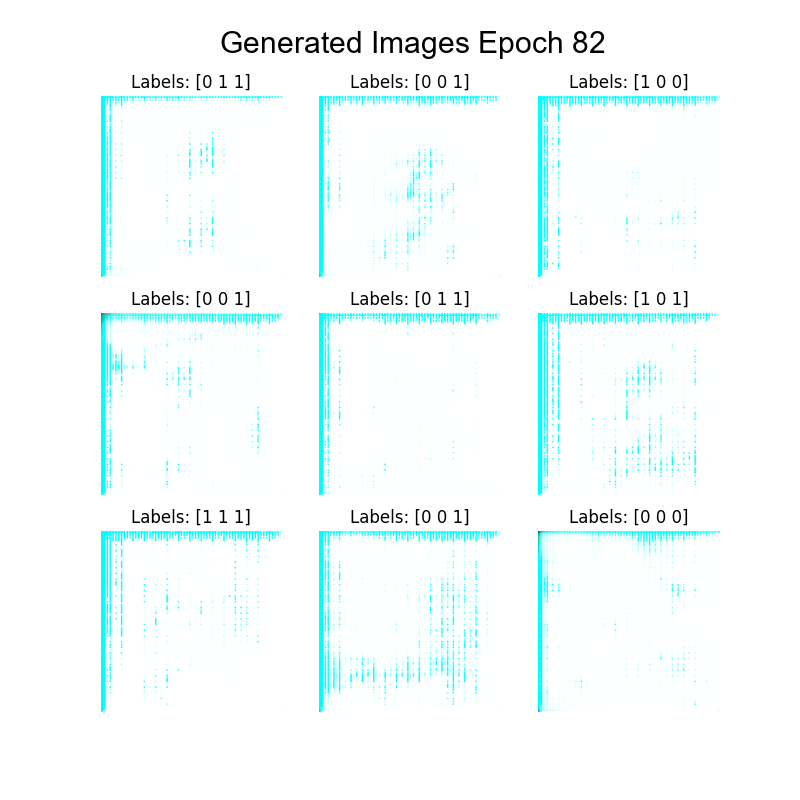 Generated Images Epoch 82
Labels: [0 1 1]
Labels: [0 0 1]
Labels: [1 0 0]
Labels: [0 0 1]
Labels: [0 1 1]
Labels: [1 0 1]
Labels: [1 1 1]
Labels: [0 0 1]
Labels: [0 0 0]